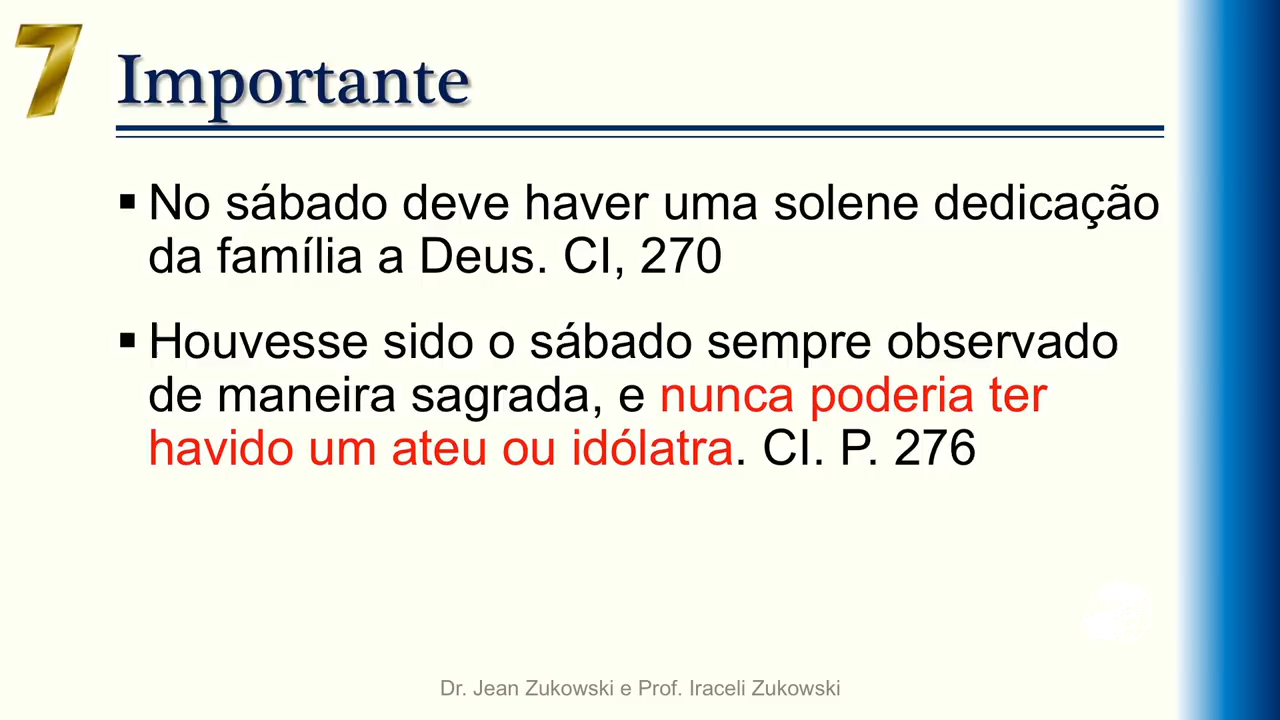 7
Importante
▪ No sábado deve haver uma solene dedicação
da família a Deus. CI, 270
▪ Houvesse sido o sábado sempre observado
de maneira sagrada, e nunca poderia ter
havido um ateu ou idólatra. CI. P. 276
Dr. Jean Zukowski e Prof. Iraceli Zukowski